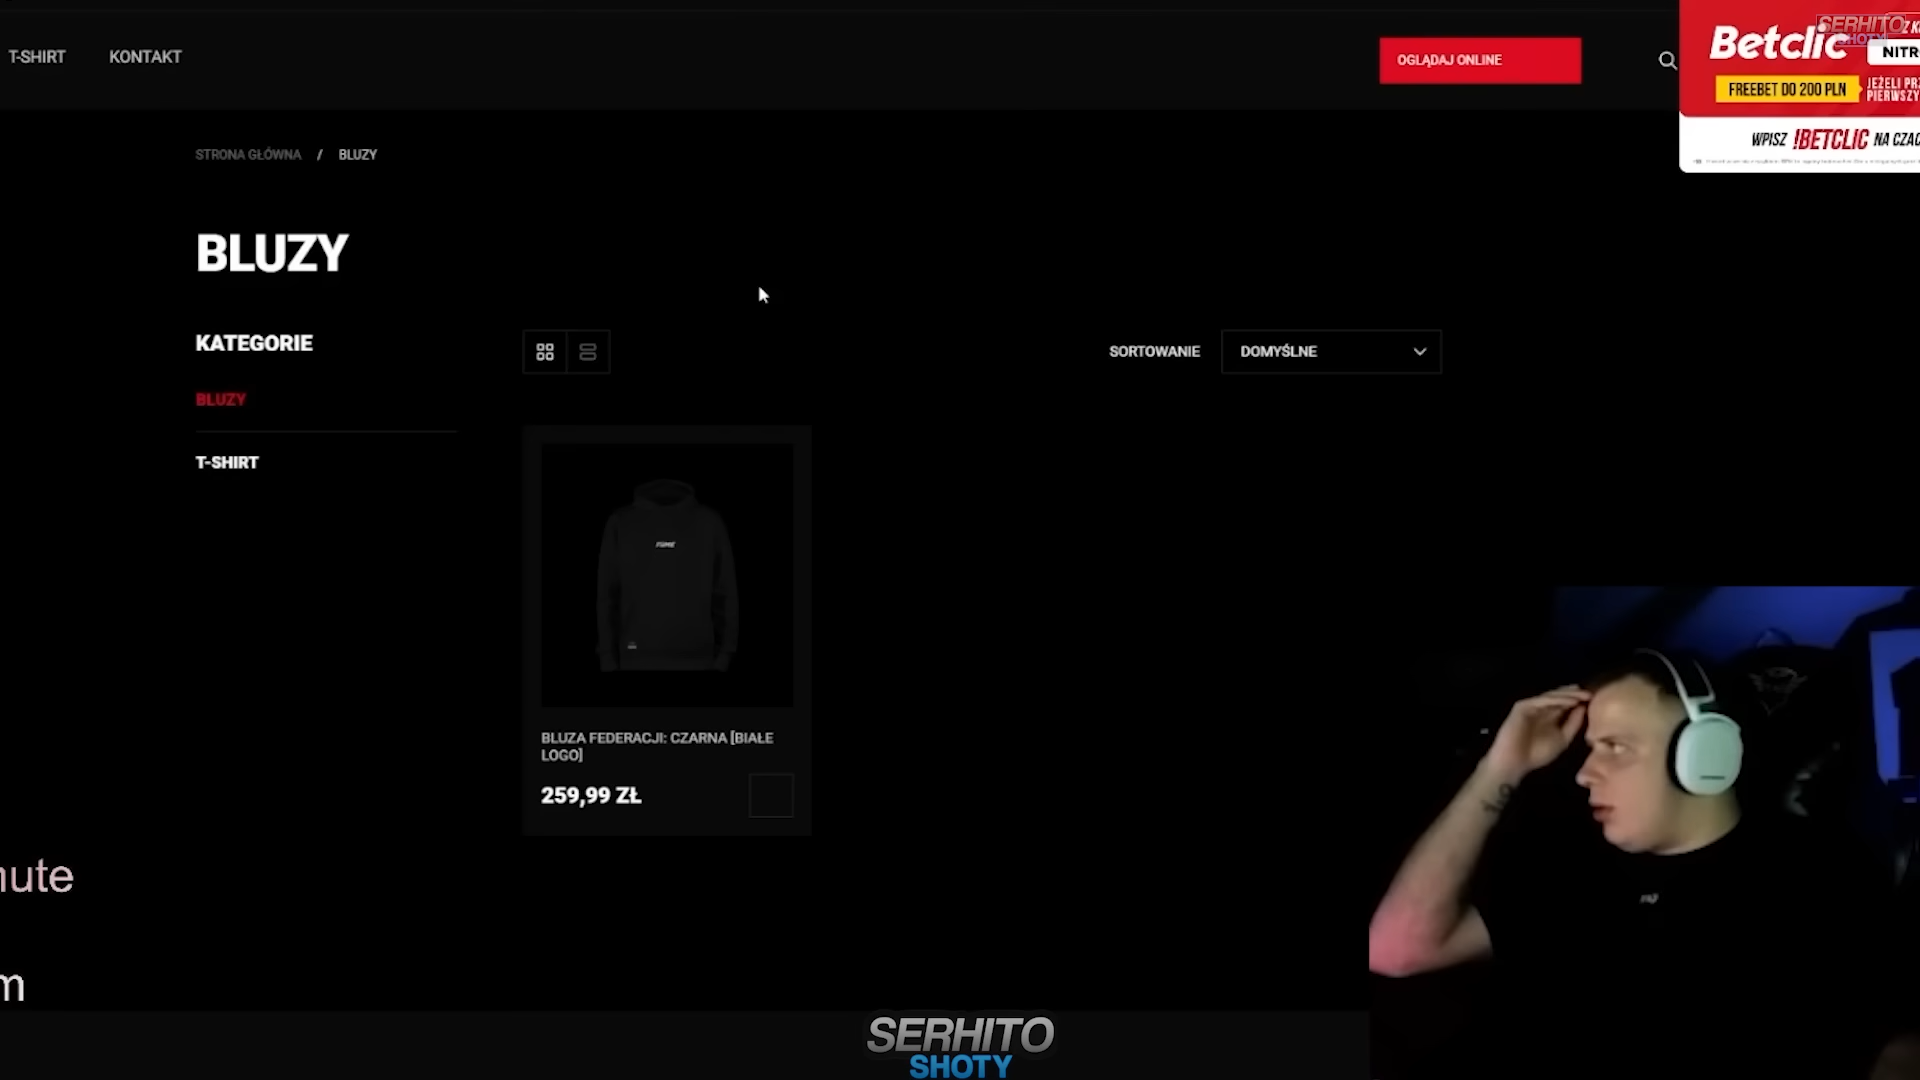 T-SHIRT
KONTAKT
OGLĄDAJ ONLINE
SERHITO
SHOTY
Betclic
NITR
FREEBET DO 200 PLN
JEŻELI PR
PIERWSZY
WPISZ !BETCLIC NA CZAC
STRONA GŁÓWNA / BLUZY
BLUZY
KATEGORIE
SORTOWANIE
DOMYŚLNE
BLUZY
T-SHIRT
FAME
BLUZA FEDERACJI: CZARNA [BIAŁE
LOGO]
259,99 ZŁ
nute
m
SERHITO
SHOTY